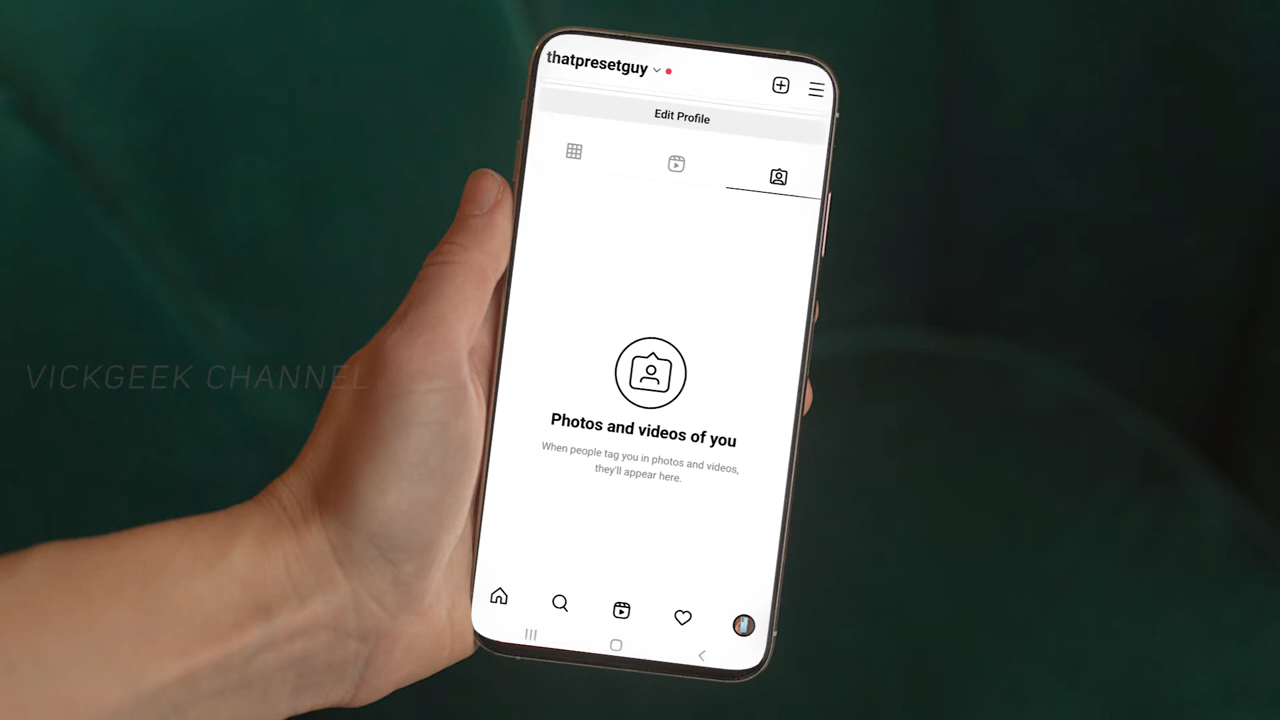 thatpresetguy
Edit Profile
VICKGEEK CHANNEL
Photos and videos of you
When people tag you in photos and videos,
they'll appear here.